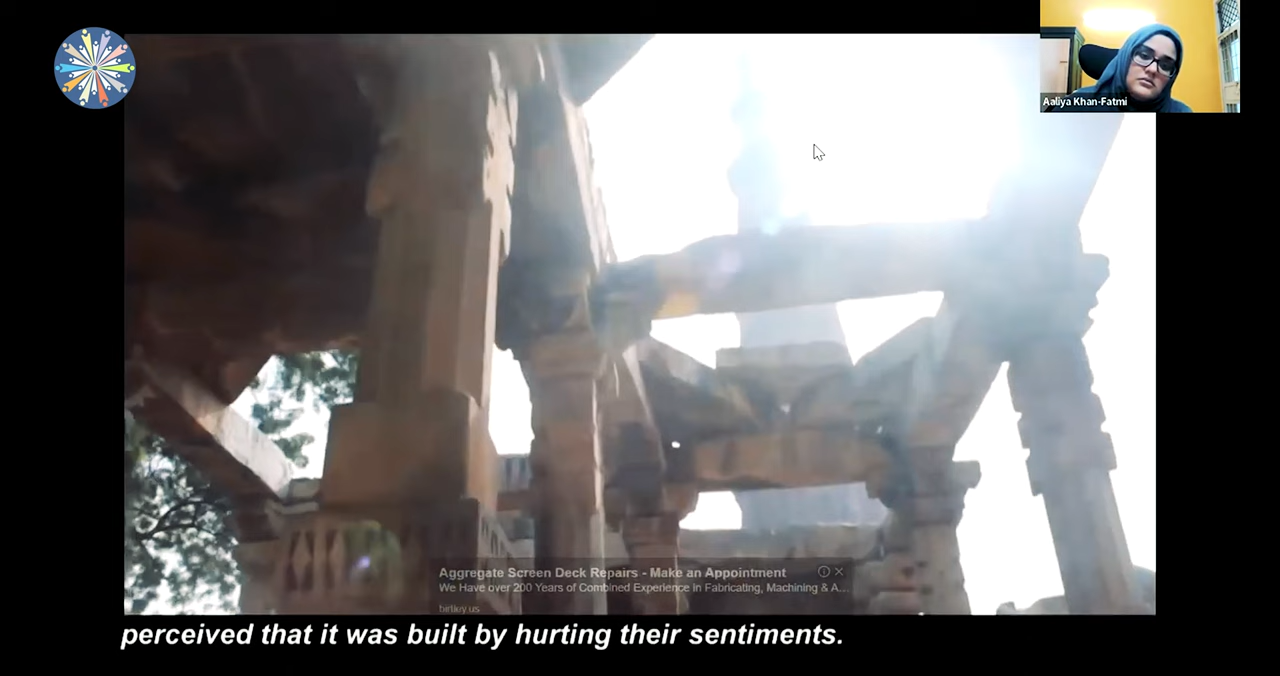 Aaliya Khan-Fatmi
Aggregate Screen Deck Repairs - Make an Appointment
We Have over 200 Years of Combined Experience in Fabricating, Machining & A...
birlkey.us
perceived that it was built by hurting their sentiments.